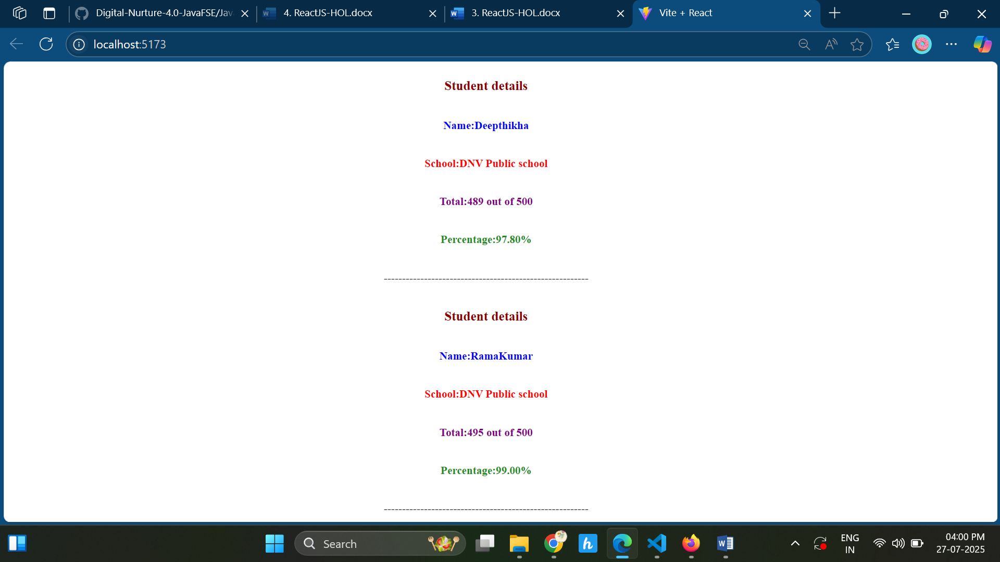 Digital-Nurture-4.0-JavaFSE/Jav
4. ReactJS-HOL.docx
3. ReactJS-HOL.docx
Vite + React
localhost:5173
Student details
Name:Deepthikha
School:DNV Public school
Total:489 out of 500
Percentage:97.80%
--------------------------------------------------------
Student details
Name:RamaKumar
School:DNV Public school
Total:495 out of 500
Percentage:99.00%
--------------------------------------------------------
Search
ENG
IN
04:00 PM
27-07-2025